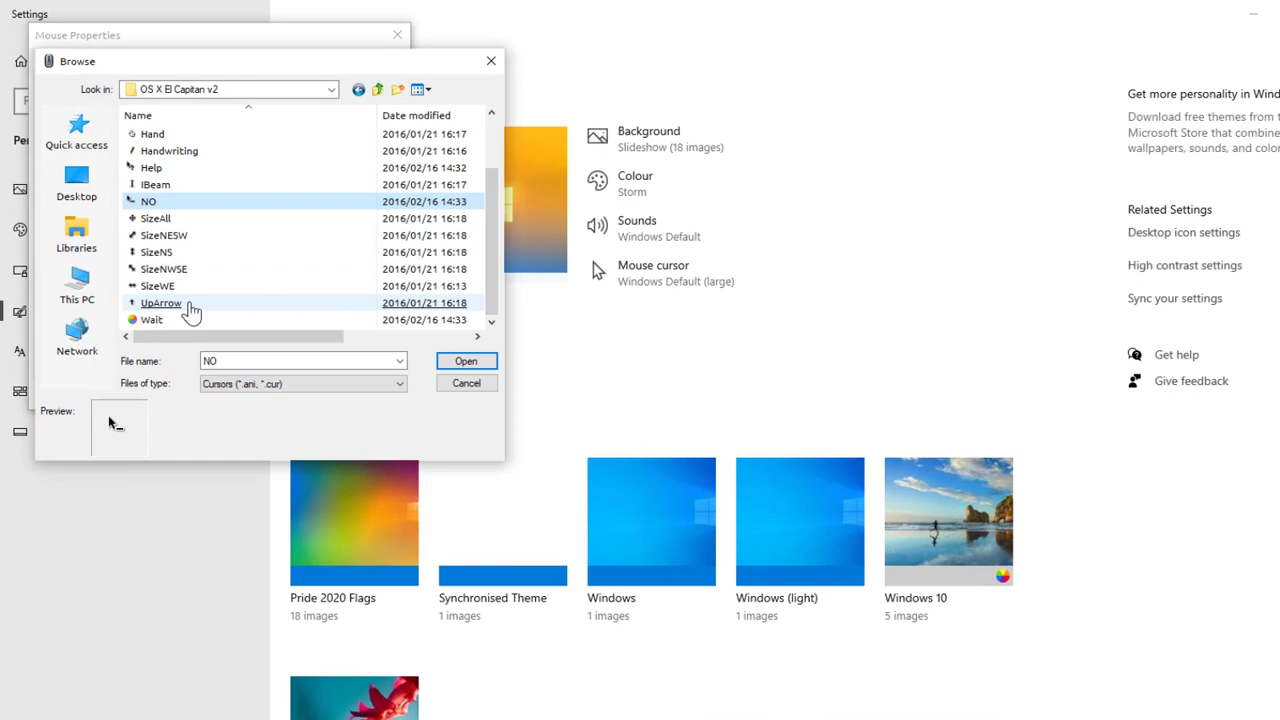 Settings
Mouse Properties
Browse
Look in:
OS X El Capitan v2
Name
Date modified
Quick access
Desktop
Libraries
This PC
Network
Hand 2016/01/21 16:17
Handwriting 2016/01/21 16:16
Help 2016/02/16 14:32
IBeam 2016/01/21 16:17
NO 2016/02/16 14:33
SizeAll 2016/01/21 16:18
SizeNESW 2016/01/21 16:18
SizeNS 2016/01/21 16:18
SizeNWSE 2016/01/21 16:18
SizeWE 2016/01/21 16:13
UpArrow 2016/01/21 16:18
Wait 2016/02/16 14:33
File name: NO Open
Files of type: Cursors (*.ani, *.cur) Cancel
Preview:
Background
Slideshow (18 images)
Colour
Storm
Sounds
Windows Default
Mouse cursor
Windows Default (large)
Pride 2020 Flags
18 images
Synchronised Theme
1 images
Windows
1 images
Windows (light)
1 images
Windows 10
5 images
Get more personality in Wind
Download free themes from t
Microsoft Store that combine
wallpapers, sounds, and color
Related Settings
Desktop icon settings
High contrast settings
Sync your settings
Get help
Give feedback